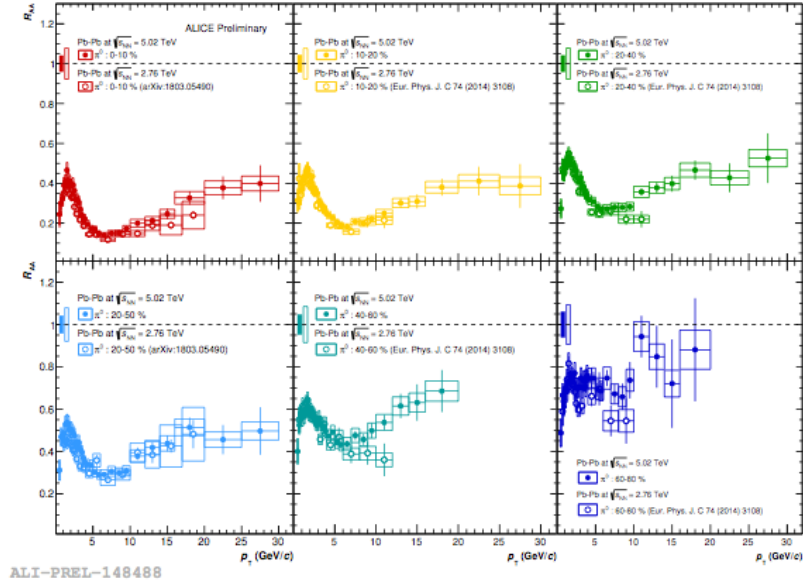 R_AA
ALICE Preliminary
Pb-Pb at √s_NN = 5.02 TeV
π⁰ : 0-10 %
Pb-Pb at √s_NN = 2.76 TeV
π⁰ : 0-10 % (arXiv:1803.05490)
Pb-Pb at √s_NN = 5.02 TeV
π⁰ : 10-20 %
Pb-Pb at √s_NN = 2.76 TeV
π⁰ : 10-20 % (Eur. Phys. J. C 74 (2014) 3108)
Pb-Pb at √s_NN = 5.02 TeV
π⁰ : 20-40 %
Pb-Pb at √s_NN = 2.76 TeV
π⁰ : 20-40 % (Eur. Phys. J. C 74 (2014) 3108)
1.2
1
0.8
0.6
0.4
0.2
R_AA
Pb-Pb at √s_NN = 5.02 TeV
π⁰ : 20-50 %
Pb-Pb at √s_NN = 2.76 TeV
π⁰ : 20-50 % (arXiv:1803.05490)
Pb-Pb at √s_NN = 5.02 TeV
π⁰ : 40-60 %
Pb-Pb at √s_NN = 2.76 TeV
π⁰ : 40-60 % (Eur. Phys. J. C 74 (2014) 3108)
Pb-Pb at √s_NN = 5.02 TeV
π⁰ : 60-80 %
Pb-Pb at √s_NN = 2.76 TeV
π⁰ : 60-80 % (Eur. Phys. J. C 74 (2014) 3108)
1.2
1
0.8
0.6
0.4
0.2
5 10 15 20 25 30
p_T (GeV/c)
5 10 15 20 25 30
p_T (GeV/c)
5 10 15 20 25 30
p_T (GeV/c)
ALI-PREL-148488